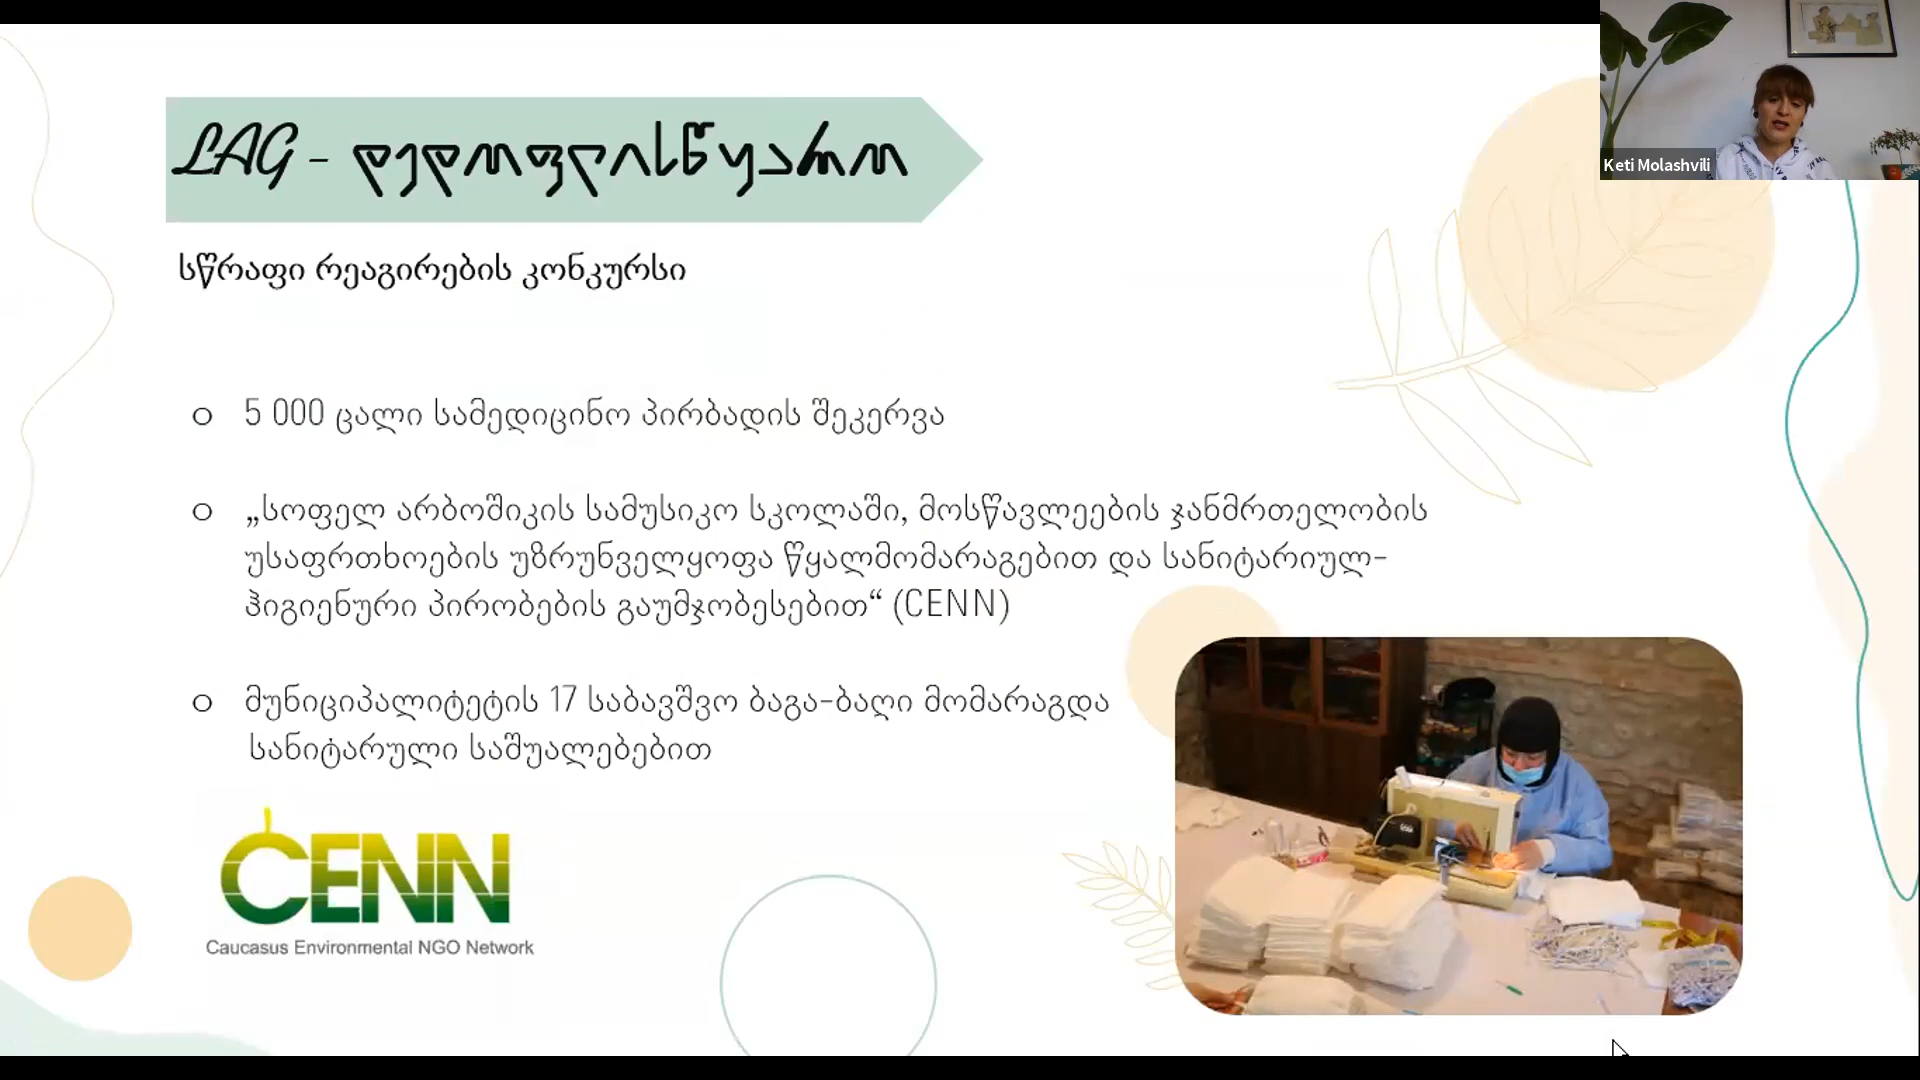 LAG - დედოფლისწყარო
Keti Molashvili
სწრაფი რეაგირების კონკურსი
5 000 ცალი სამედიცინო პირბადის შეკერვა
„სოფელ არბოშიკის სამუსიკო სკოლაში, მოსწავლეების ჯანმრთელობის
უსაფრთხოების უზრუნველყოფა წყალმომარაგებით და სანიტარიულ-
ჰიგიენური პირობების გაუმჯობესებით“ (CENN)
მუნიციპალიტეტის 17 საბავშვო ბაგა-ბაღი მომარაგდა
სანიტარული საშუალებებით
CENN
Caucasus Environmental NGO Network